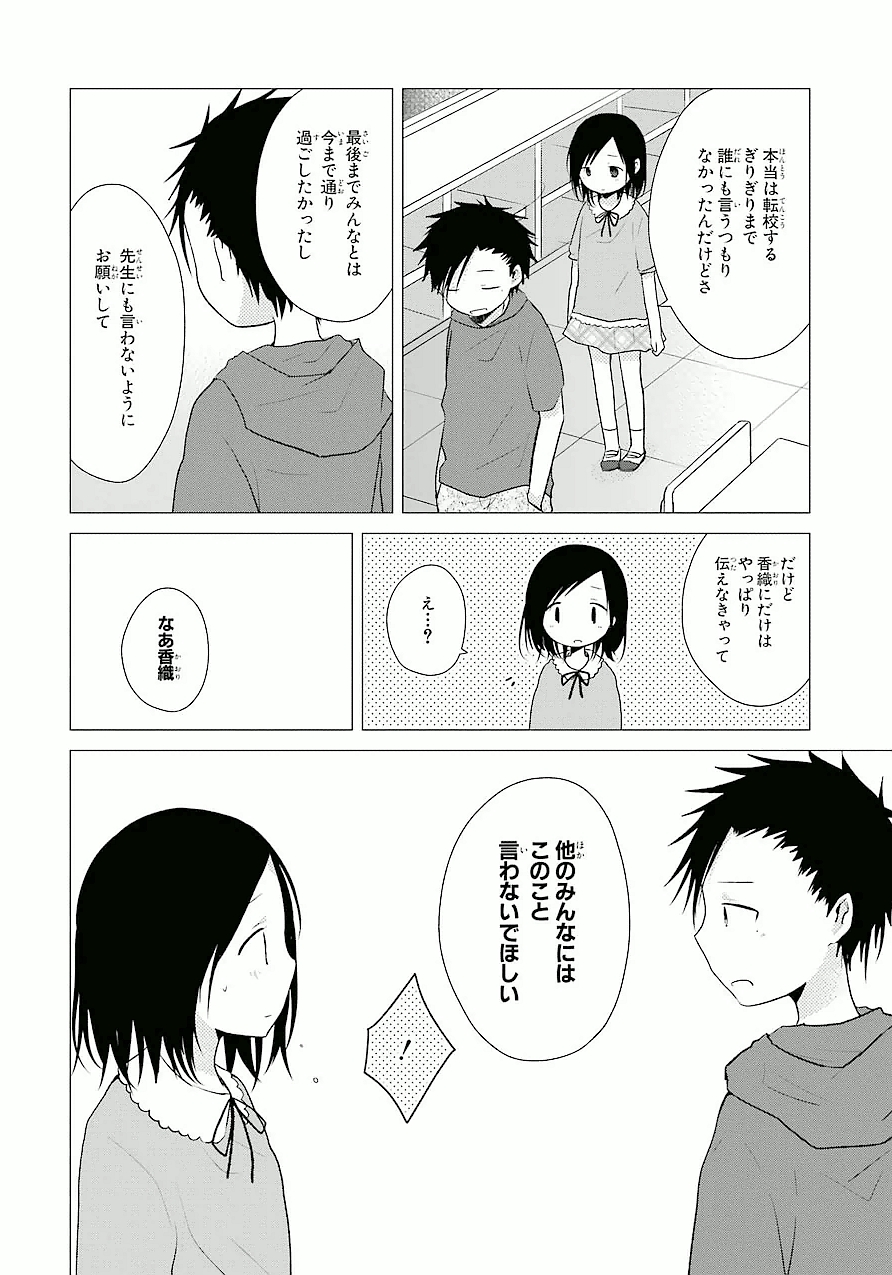 本当は転校する
ぎりぎりまで
誰にも言うつもり
なかったんだけどさ
最後までみんなとは
今まで通り
過ごしたかったし
先生にも言わないように
お願いして
だけど
香織にだけは
やっぱり
伝えなきゃって
え…?
なあ香織
他のみんなには
このこと
言わないでほしい
!